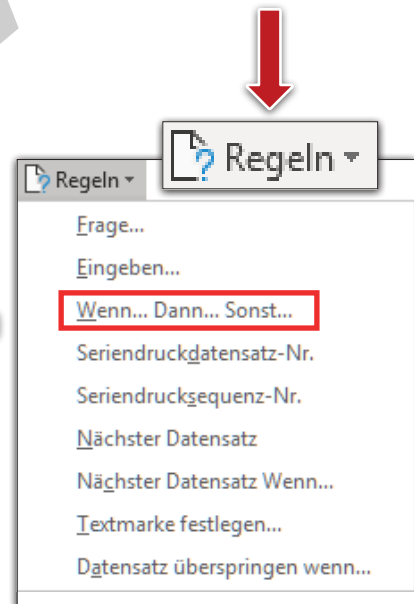 Regeln
Regeln
Frage...
Eingeben...
Wenn... Dann... Sonst...
Seriendruckdatensatz-Nr.
Seriendrucksequenz-Nr.
Nächster Datensatz
Nächster Datensatz Wenn...
Textmarke festlegen...
Datensatz überspringen wenn...